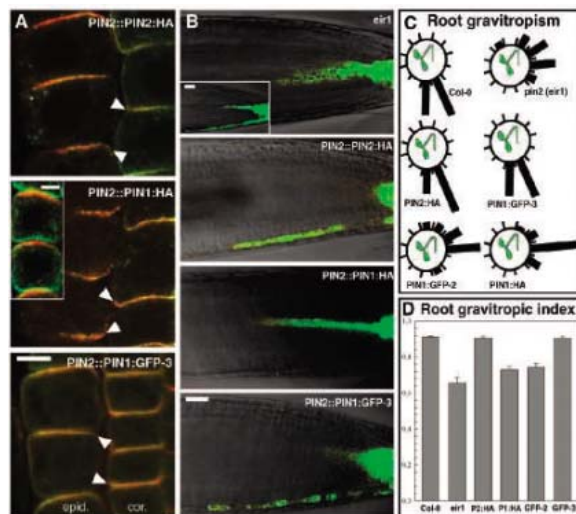 A
PIN2::PIN2:HA
PIN2::PIN1:HA
PIN2::PIN1:GFP-3
epid.
cor.
B
eir1
PIN2::PIN2:HA
PIN2::PIN1:HA
PIN2::PIN1:GFP-3
C Root gravitropism
Col-0
pin2 (eir1)
PIN2:HA
PIN1:GFP-3
PIN1:GFP-2
PIN1:HA
D Root gravitropic index
Col-0 eir1 P2:HA P1:HA GFP-2 GFP-3